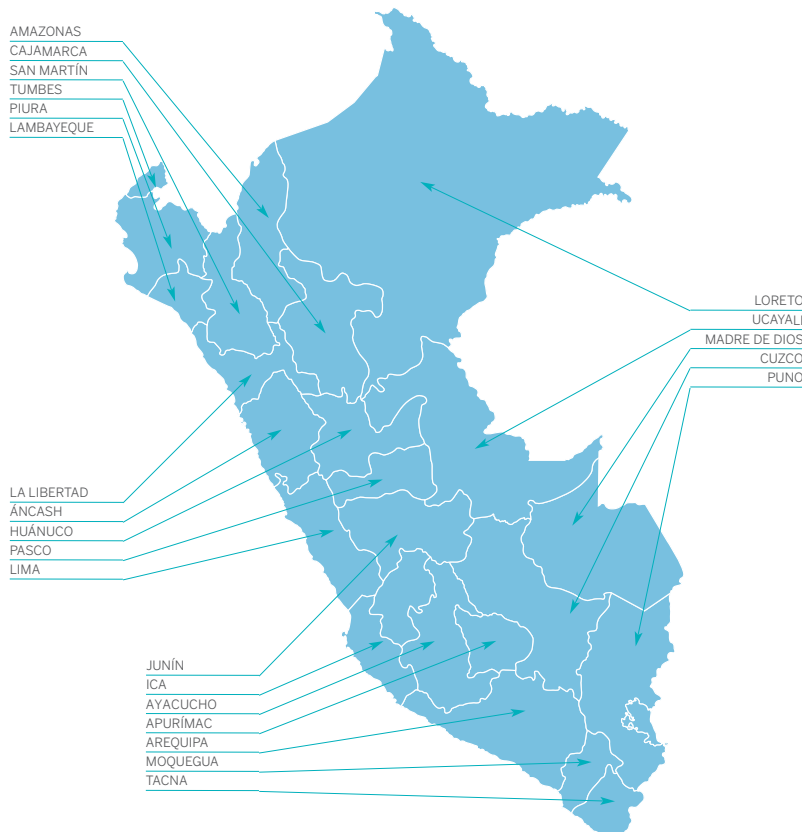 AMAZONAS
CAJAMARCA
SAN MARTÍN
TUMBES
PIURA
LAMBAYEQUE
LORETO
UCAYALI
MADRE DE DIOS
CUZCO
PUNO
LA LIBERTAD
ÁNCASH
HUÁNUCO
PASCO
LIMA
JUNÍN
ICA
AYACUCHO
APURÍMAC
AREQUIPA
MOQUEGUA
TACNA